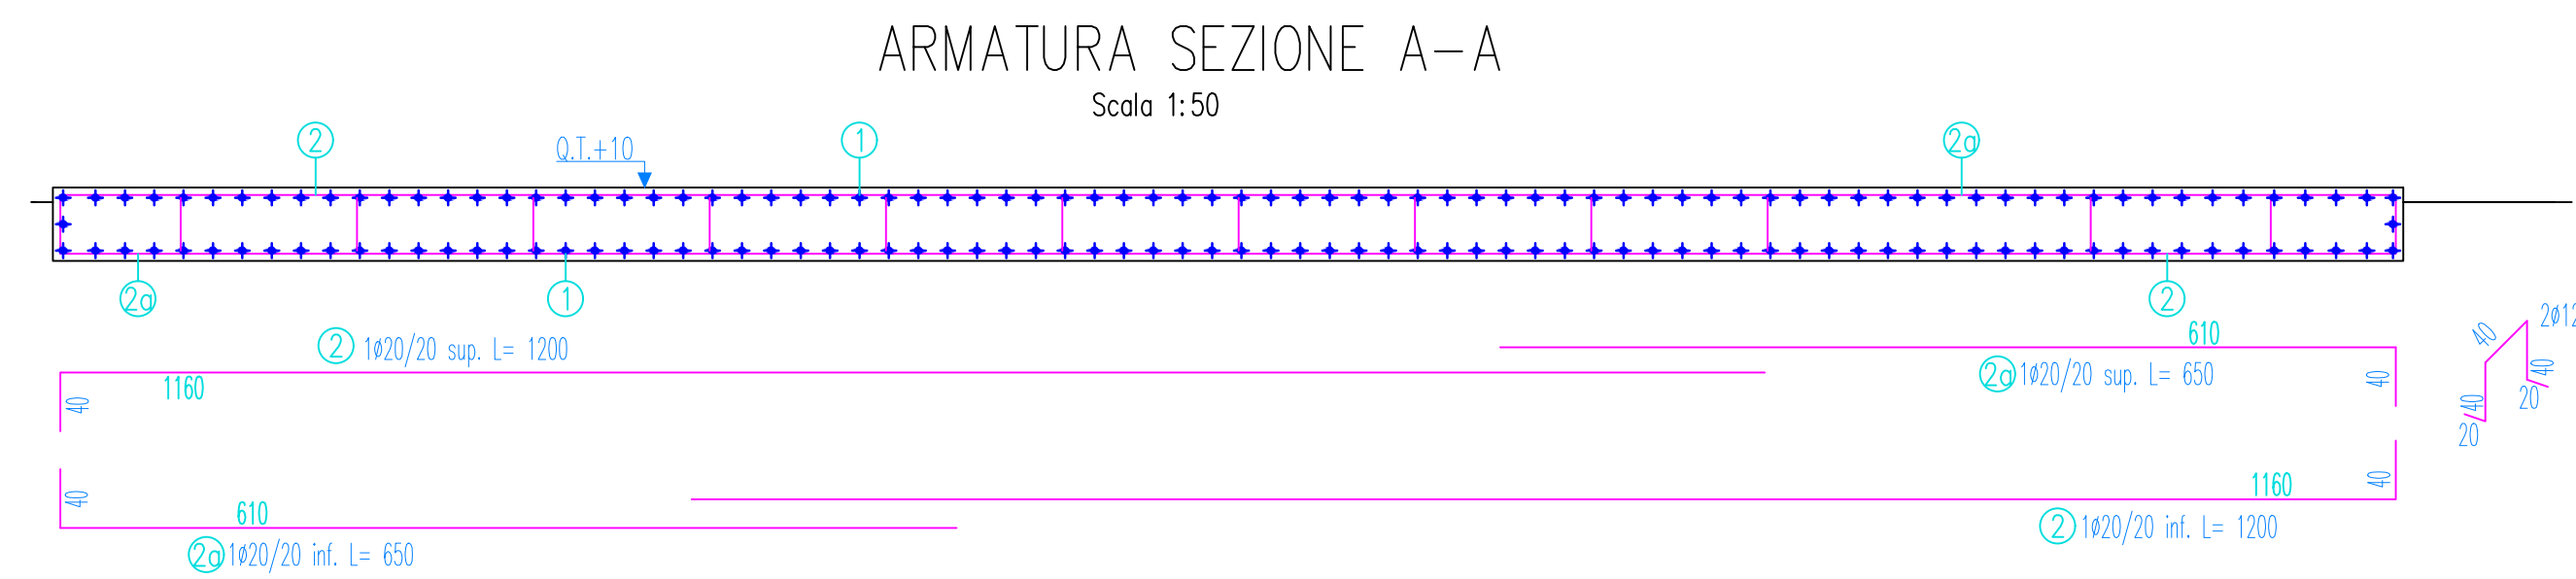 ARMATURA SEZIONE A-A
Scala 1:50
2
Q.T.+10
1
2a
2a
1
2
2 1ø20/20 sup. L= 1200
1160
40
610
2a 1ø20/20 sup. L= 650
40
40
610
2a 1ø20/20 inf. L= 650
1160
40
2 1ø20/20 inf. L= 1200
2ø12
40
40
20
40
20